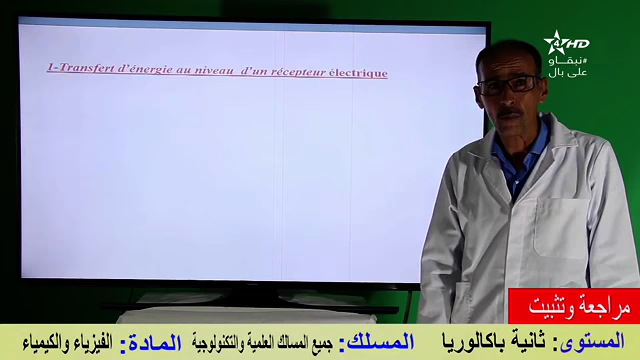 1-Transfert d’énergie au niveau d’un récepteur électrique
4 HD
#نبقاو
على بال
مراجعة وتثبيت
المستوى: ثانية باكالوريا المسلك: جميع المسالك العلمية والتكنولوجية المادة: الفيزياء والكيمياء